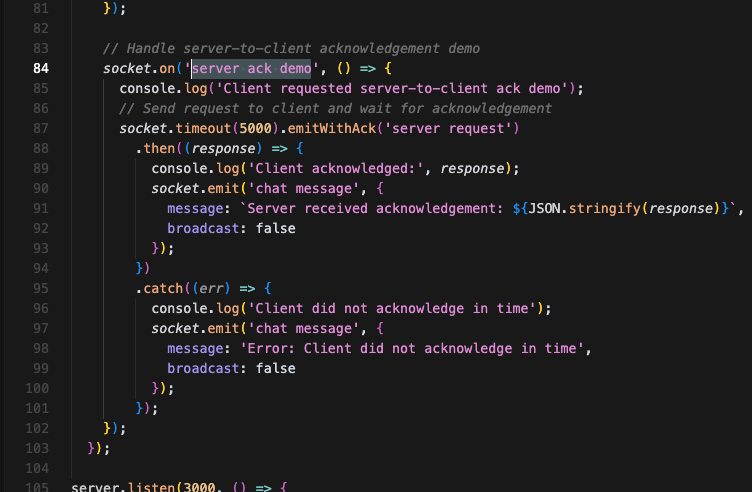 81 });
82
83 // Handle server-to-client acknowledgement demo
84 socket.on('server ack demo', () => {
85 console.log('Client requested server-to-client ack demo');
86 // Send request to client and wait for acknowledgement
87 socket.timeout(5000).emitWithAck('server request')
88 .then((response) => {
89 console.log('Client acknowledged:', response);
90 socket.emit('chat message', {
91 message: `Server received acknowledgement: ${JSON.stringify(response)}`,
92 broadcast: false
93 });
94 })
95 .catch((err) => {
96 console.log('Client did not acknowledge in time');
97 socket.emit('chat message', {
98 message: 'Error: Client did not acknowledge in time',
99 broadcast: false
100 });
101 });
102 });
103 });
104
105 server.listen(3000, () => {